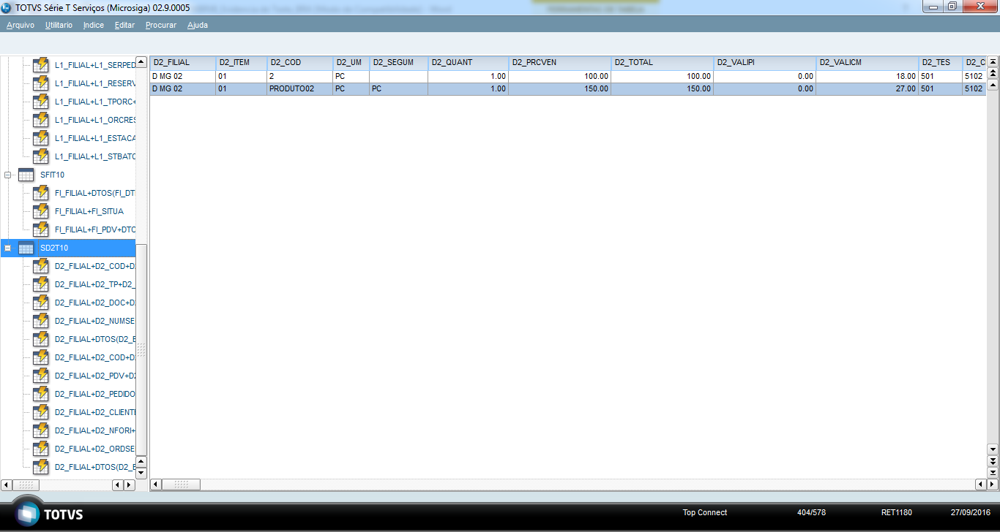 TOTVS Série T Serviços (Microsiga) 02.9.0005
Arquivo Utilitario Indice Editar Procurar Ajuda
L1_FILIAL+L1_SERPED
L1_FILIAL+L1_RESERV
L1_FILIAL+L1_TPORC+
L1_FILIAL+L1_ORCRES
L1_FILIAL+L1_ESTACA
L1_FILIAL+L1_STBATC
SFIT10
FI_FILIAL+DTOS(FI_DT
FI_FILIAL+FI_SITUA
FI_FILIAL+FI_PDV+DTO
SD2T10
D2_FILIAL+D2_COD+D2
D2_FILIAL+D2_TP+D2_
D2_FILIAL+D2_DOC+D2
D2_FILIAL+D2_NUMSE
D2_FILIAL+DTOS(D2_E
D2_FILIAL+D2_COD+D2
D2_FILIAL+D2_PDV+D2
D2_FILIAL+D2_PEDIDO
D2_FILIAL+D2_CLIENTE
D2_FILIAL+D2_NFORI+
D2_FILIAL+D2_ORDSE
D2_FILIAL+DTOS(D2_E
D2_FILIAL D2_ITEM D2_COD D2_UM D2_SEGUM D2_QUANT D2_PRCVEN D2_TOTAL D2_VALIPI D2_VALICM D2_TES D2_C
D MG 02 01 2 PC 1.00 100.00 100.00 0.00 18.00 501 5102
D MG 02 01 PRODUTO02 PC PC 1.00 150.00 150.00 0.00 27.00 501 5102
TOTVS
Top Connect 404/578 RET1180 27/09/2016